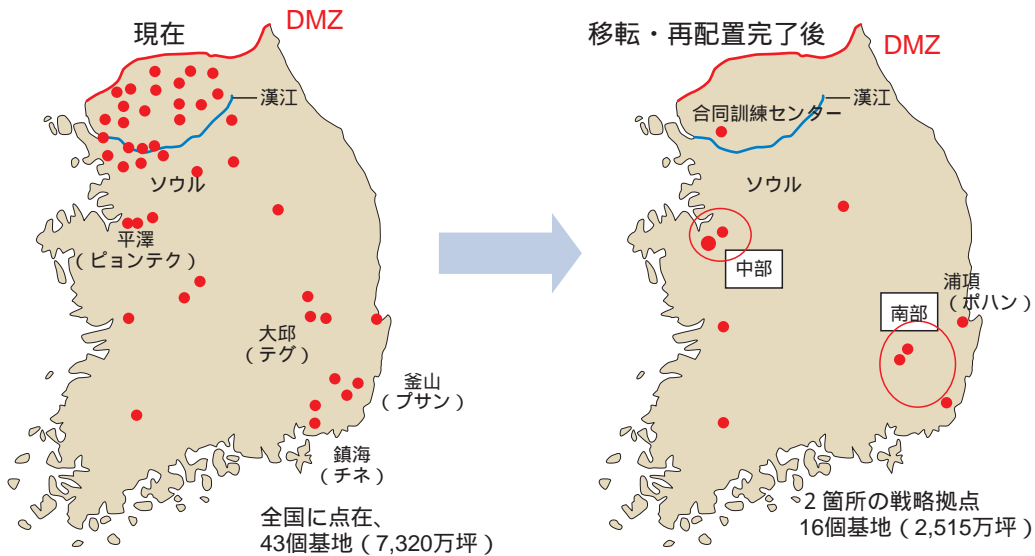 現在
DMZ
漢江
ソウル
平澤
(ピョンテク)
大邱
(テグ)
釜山
(プサン)
鎮海
(チネ)
全国に点在、
43個基地(7,320万坪)
移転・再配置完了後
DMZ
漢江
合同訓練センター
ソウル
中部
浦項
(ポハン)
南部
2 箇所の戦略拠点
16個基地(2,515万坪)